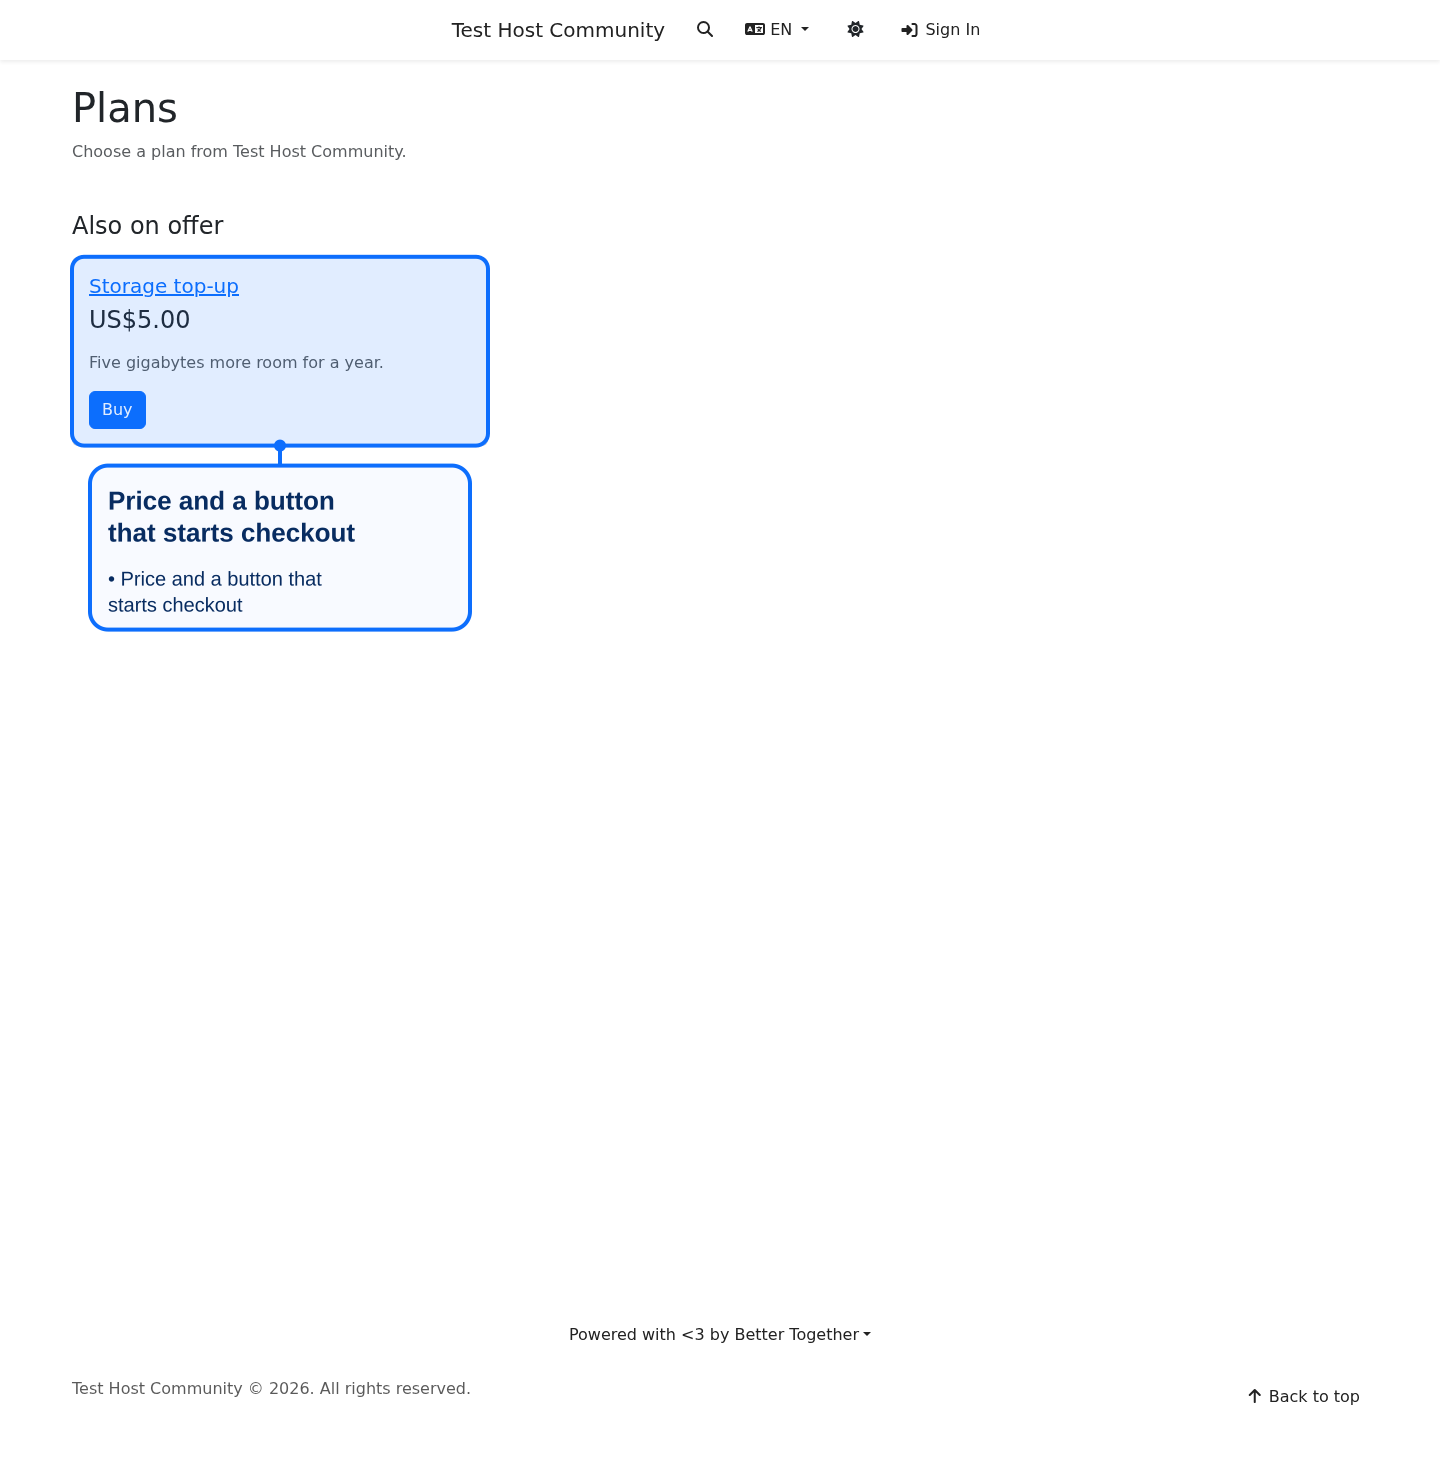 Test Host Community
EN
Sign In
Plans
Choose a plan from Test Host Community.
Also on offer
Storage top-up
US$5.00
Five gigabytes more room for a year.
Buy
Price and a button
that starts checkout
• Price and a button that
starts checkout
Powered with <3 by Better Together
Test Host Community © 2026. All rights reserved.
Back to top